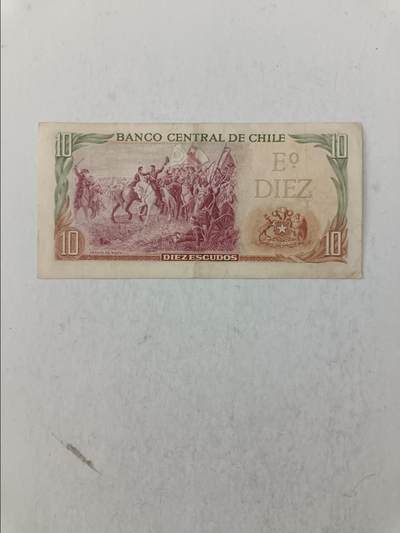 10 BANCO CENTRAL DE CHILE 10
Eº
DIEZ
10 DIEZ ESCUDOS 10